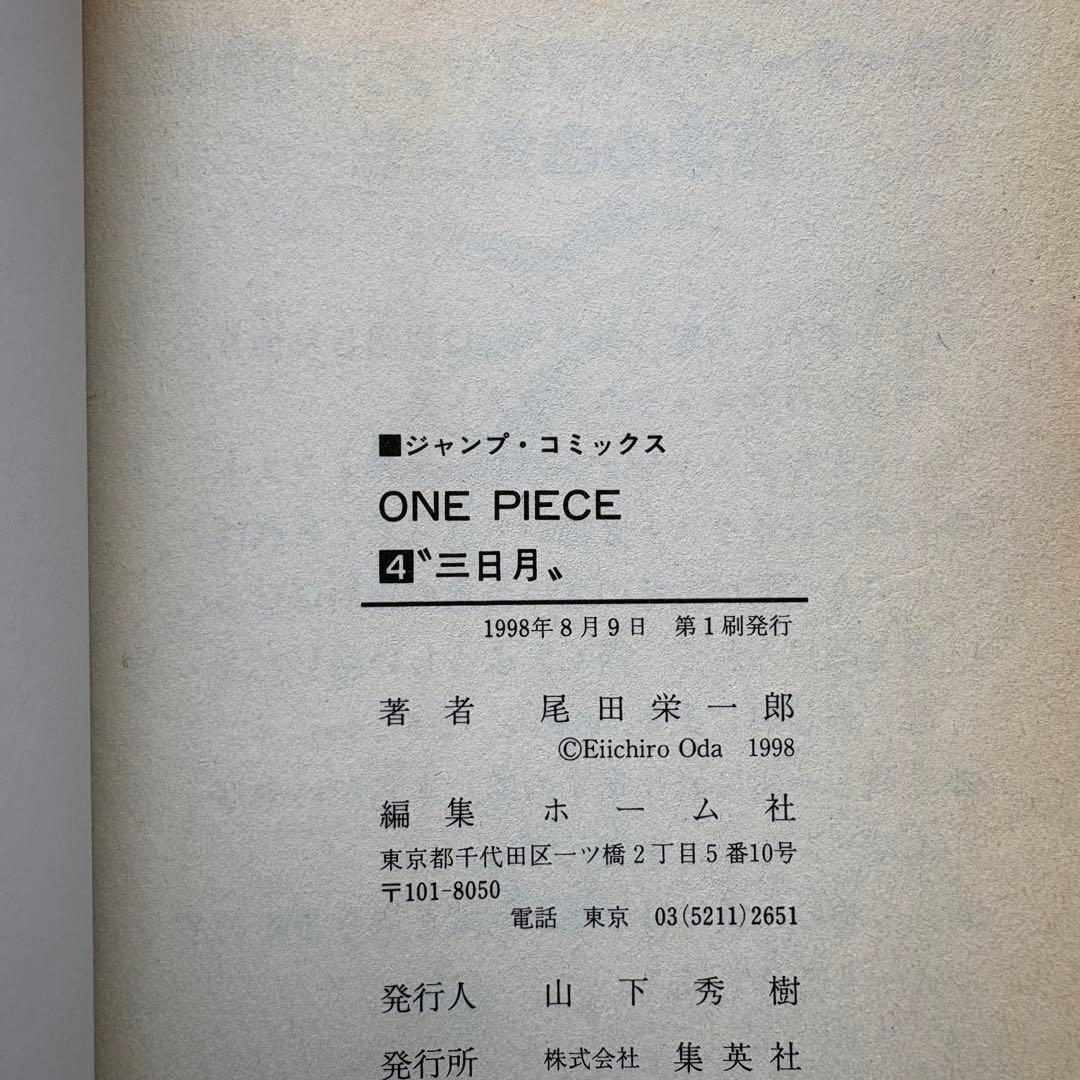 ■ジャンプ・コミックス
ONE PIECE
4〝三日月〟
1998年8月9日 第1刷発行
著者 尾田栄一郎
©Eiichiro Oda 1998
編集 ホーム社
東京都千代田区一ツ橋2丁目5番10号
〒101-8050
電話 東京 03(5211)2651
発行人 山下秀樹
発行所 株式会社 集英社